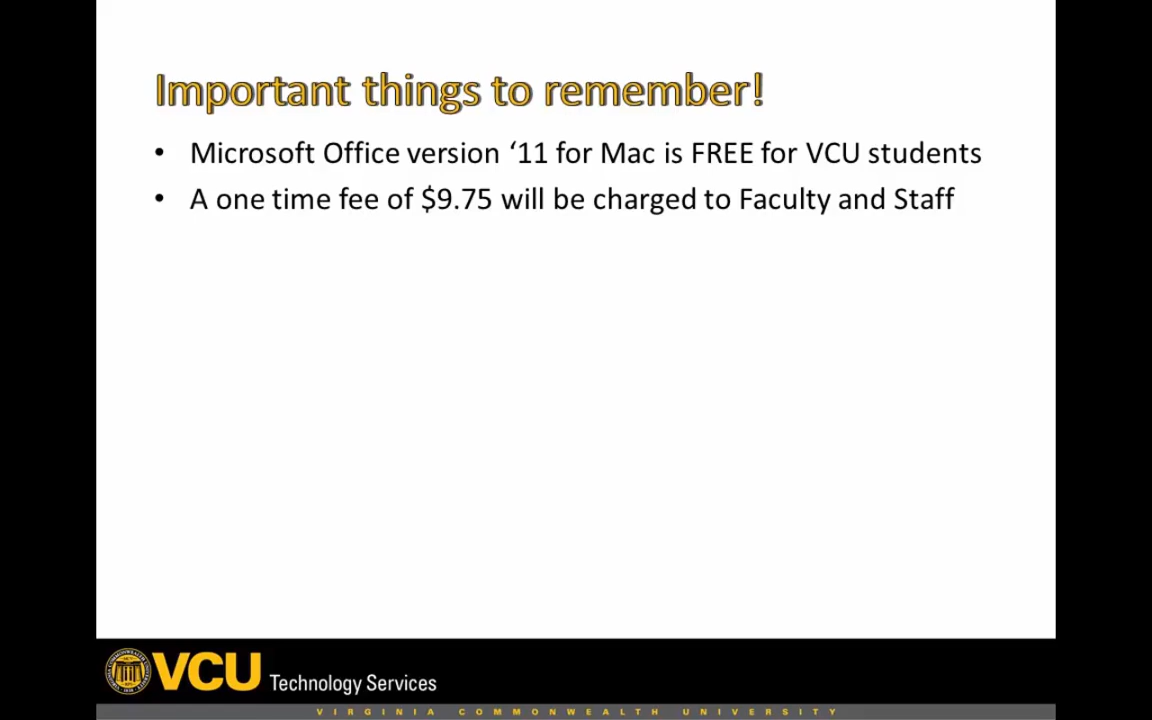 Important things to remember!
• Microsoft Office version ‘11 for Mac is FREE for VCU students
• A one time fee of $9.75 will be charged to Faculty and Staff
VCU Technology Services
VIRGINIA COMMONWEALTH UNIVERSITY